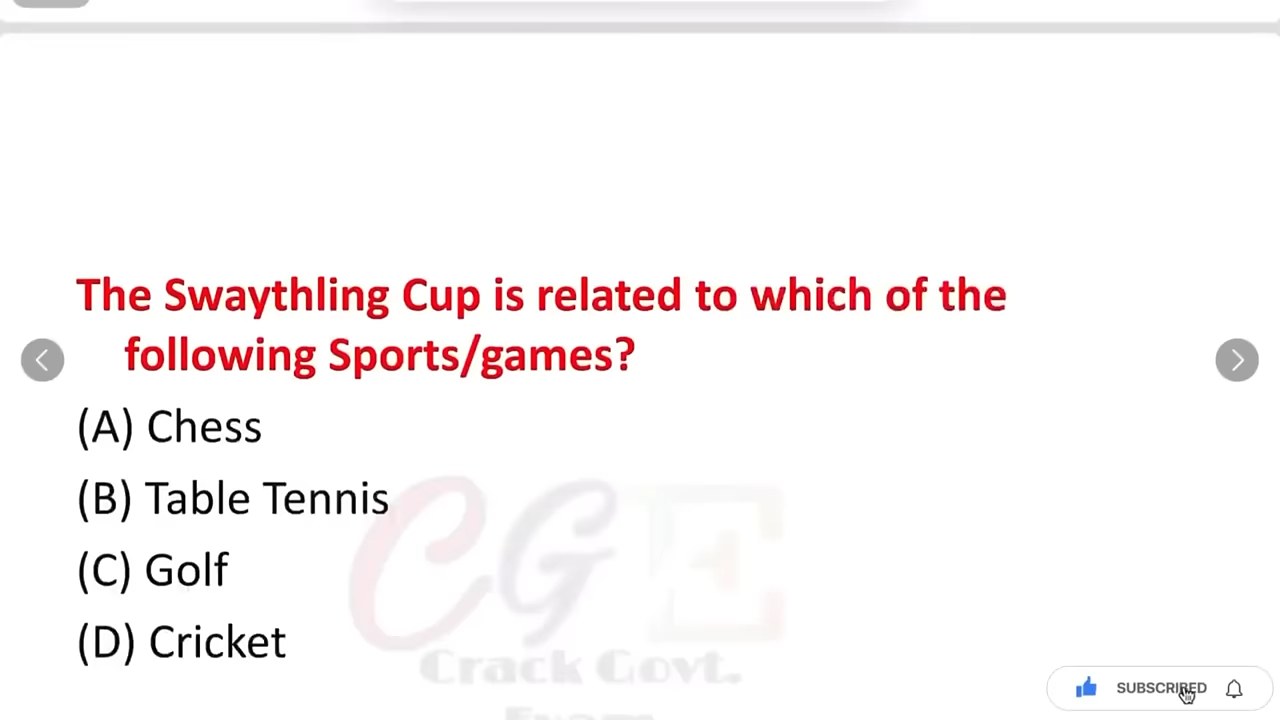 The Swaythling Cup is related to which of the
following Sports/games?
(A) Chess
(B) Table Tennis
(C) Golf
(D) Cricket
CGE
Crack Govt.
Exam
SUBSCRIBED